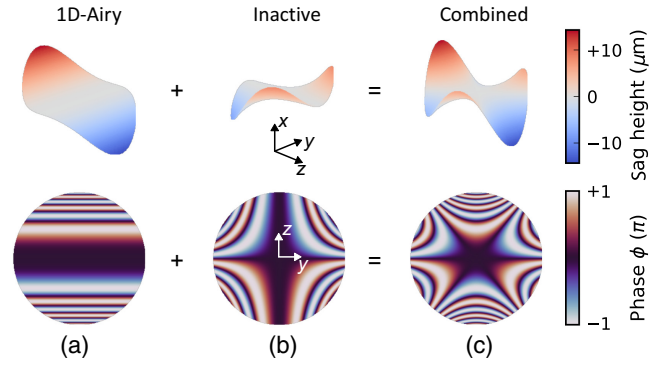 1D-Airy
Inactive
Combined
+
=
x
y
z
+10
0
−10
Sag height (μm)
+
=
z
y
+1
−1
Phase ϕ (π)
(a)
(b)
(c)